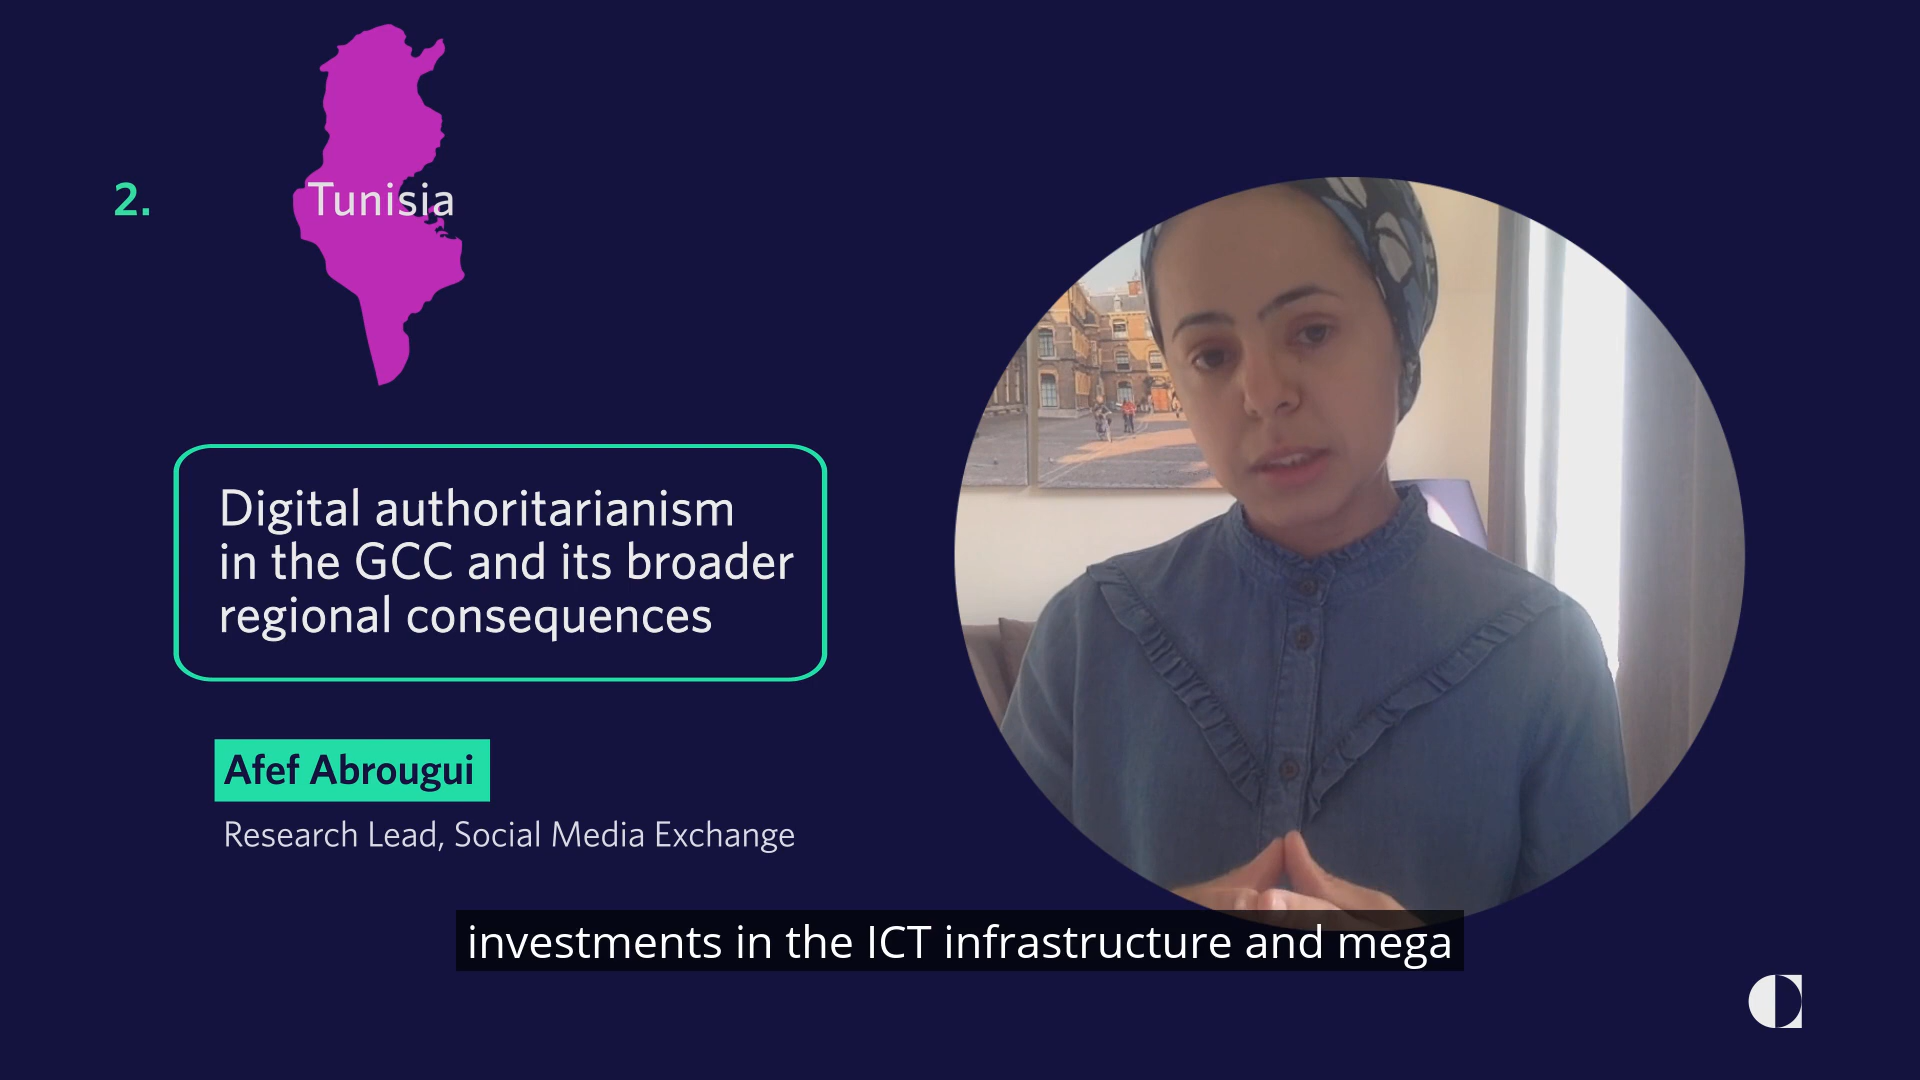 2.
Tunisia
Digital authoritarianism
in the GCC and its broader
regional consequences
Afef Abrougui
Research Lead, Social Media Exchange
investments in the ICT infrastructure and mega